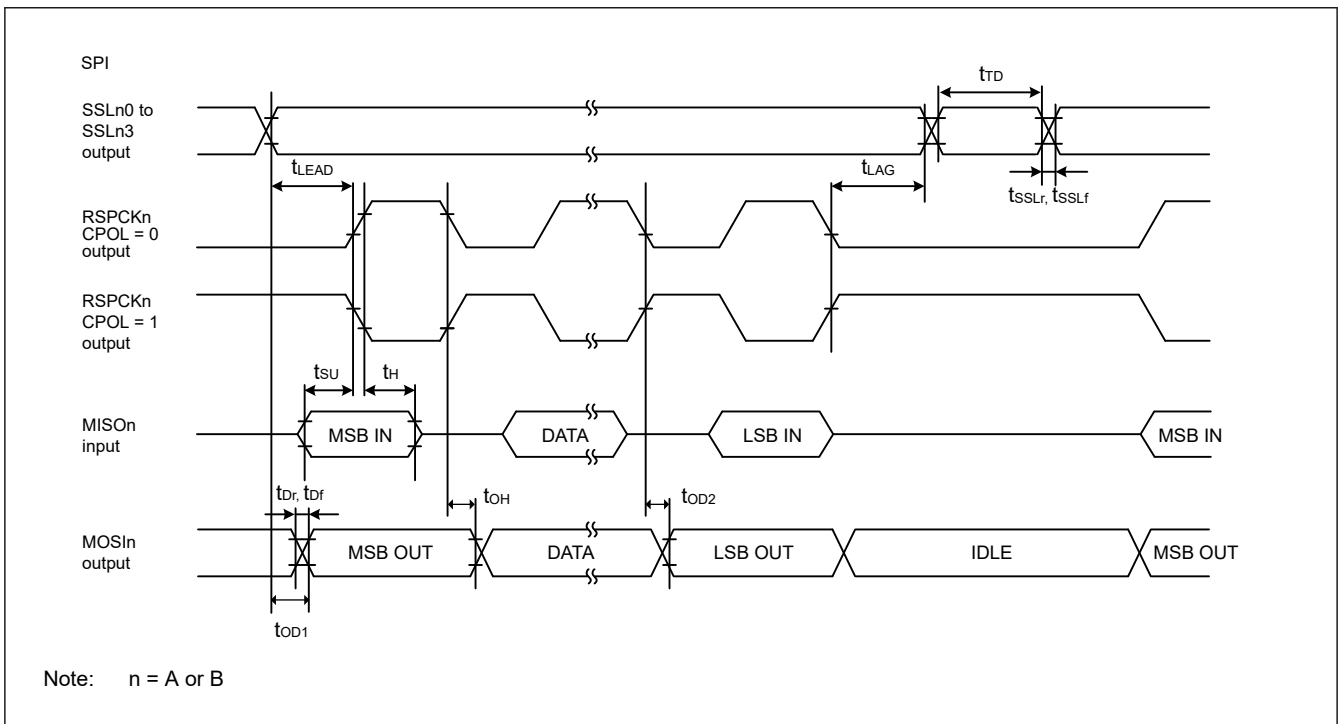 SPI
SSLn0 to
SSLn3
output
tTD
tLEAD
tLAG
tSSLr, tSSLf
RSPCKn
CPOL = 0
output
RSPCKn
CPOL = 1
output
tSU
tH
MISOn
input
MSB IN
DATA
LSB IN
MSB IN
tDr, tDf
tOH
tOD2
MOSIn
output
MSB OUT
DATA
LSB OUT
IDLE
MSB OUT
tOD1
Note: n = A or B